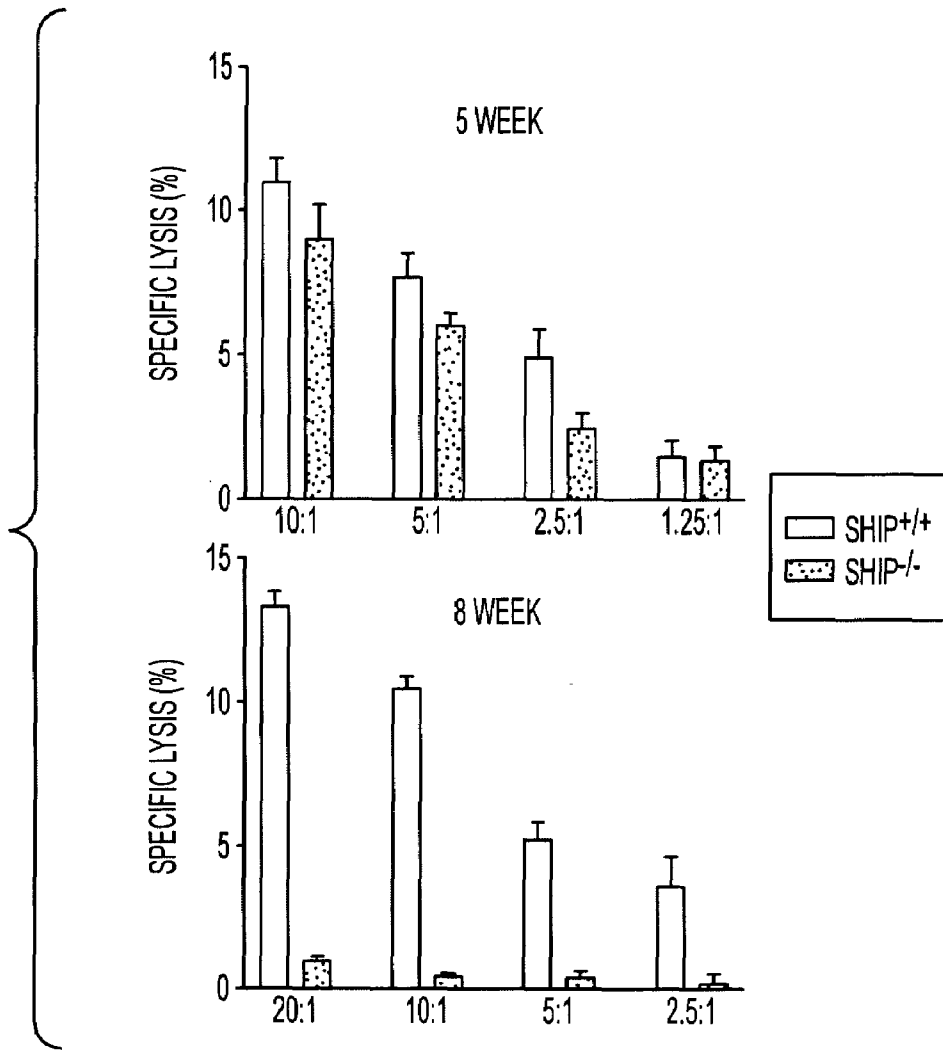 5 WEEK
SPECIFIC LYSIS (%)
15
10
5
0
10:1 5:1 2.5:1 1.25:1
SHIP+/+
SHIP-/-
8 WEEK
SPECIFIC LYSIS (%)
15
10
5
0
20:1 10:1 5:1 2.5:1